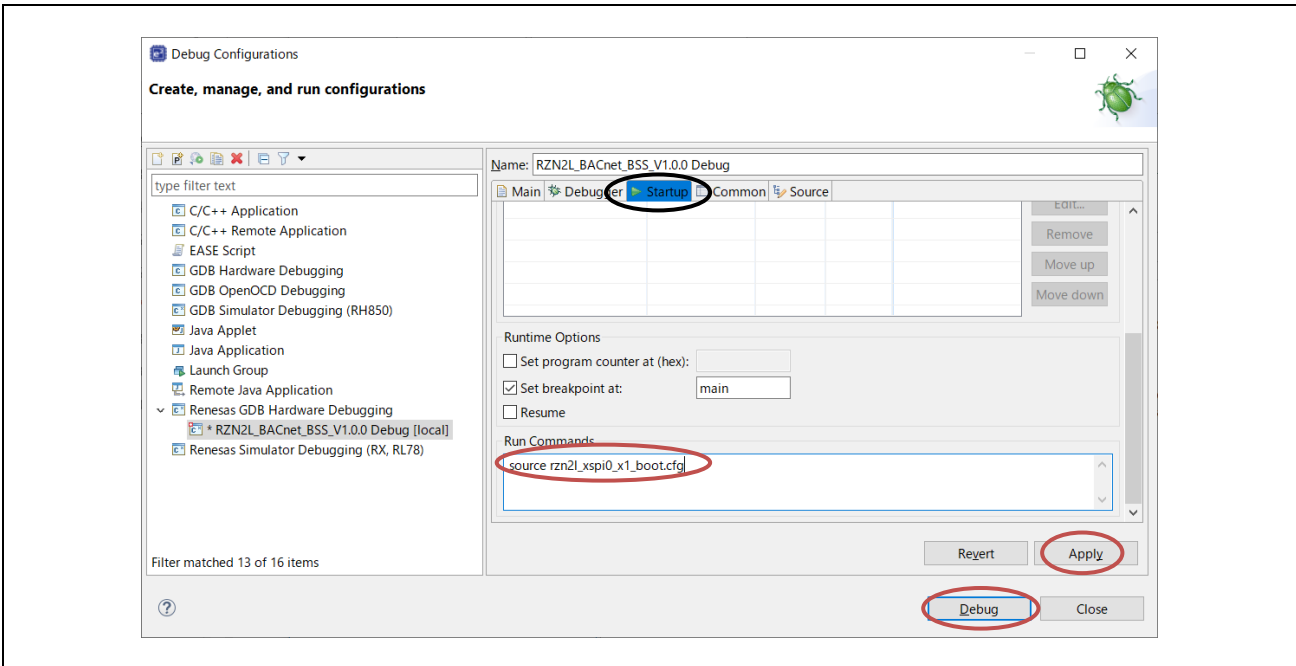 Debug Configurations
Create, manage, and run configurations
type filter text
C/C++ Application
C/C++ Remote Application
EASE Script
GDB Hardware Debugging
GDB OpenOCD Debugging
GDB Simulator Debugging (RH850)
Java Applet
Java Application
Launch Group
Remote Java Application
Renesas GDB Hardware Debugging
* RZN2L_BACnet_BSS_V1.0.0 Debug [local]
Renesas Simulator Debugging (RX, RL78)
Filter matched 13 of 16 items
Name: RZN2L_BACnet_BSS_V1.0.0 Debug
Main Debugger Startup Common Source
Edit...
Remove
Move up
Move down
Runtime Options
Set program counter at (hex):
Set breakpoint at: main
Resume
Run Commands
source rzn2l_xspi0_x1_boot.cfg
Revert Apply
? Debug Close